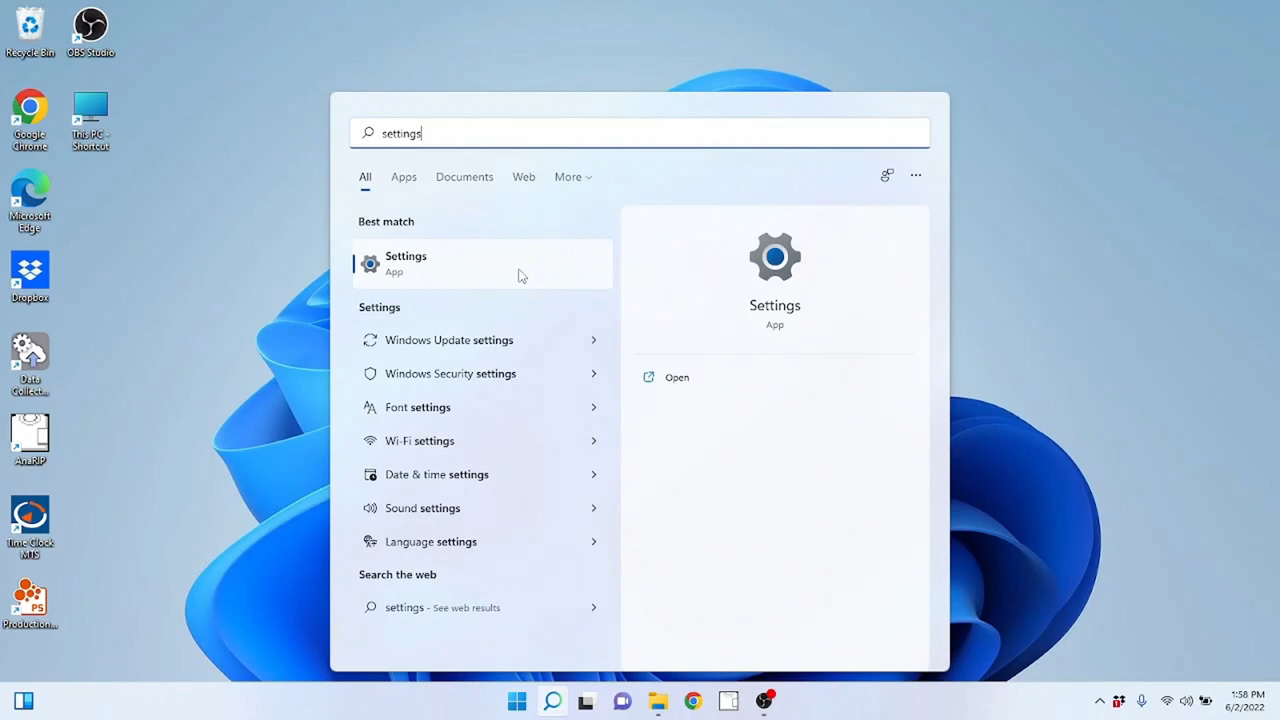 Recycle Bin
OBS Studio
Google
Chrome
This PC -
Shortcut
Microsoft
Edge
Dropbox
Data
Collect...
AnaRIP
Time Clock
MTS
Production...
settings
All
Apps
Documents
Web
More
Best match
Settings
App
Settings
Windows Update settings
Windows Security settings
Font settings
Wi-Fi settings
Date & time settings
Sound settings
Language settings
Search the web
settings - See web results
Settings
App
Open
PS
1:58 PM
6/2/2022